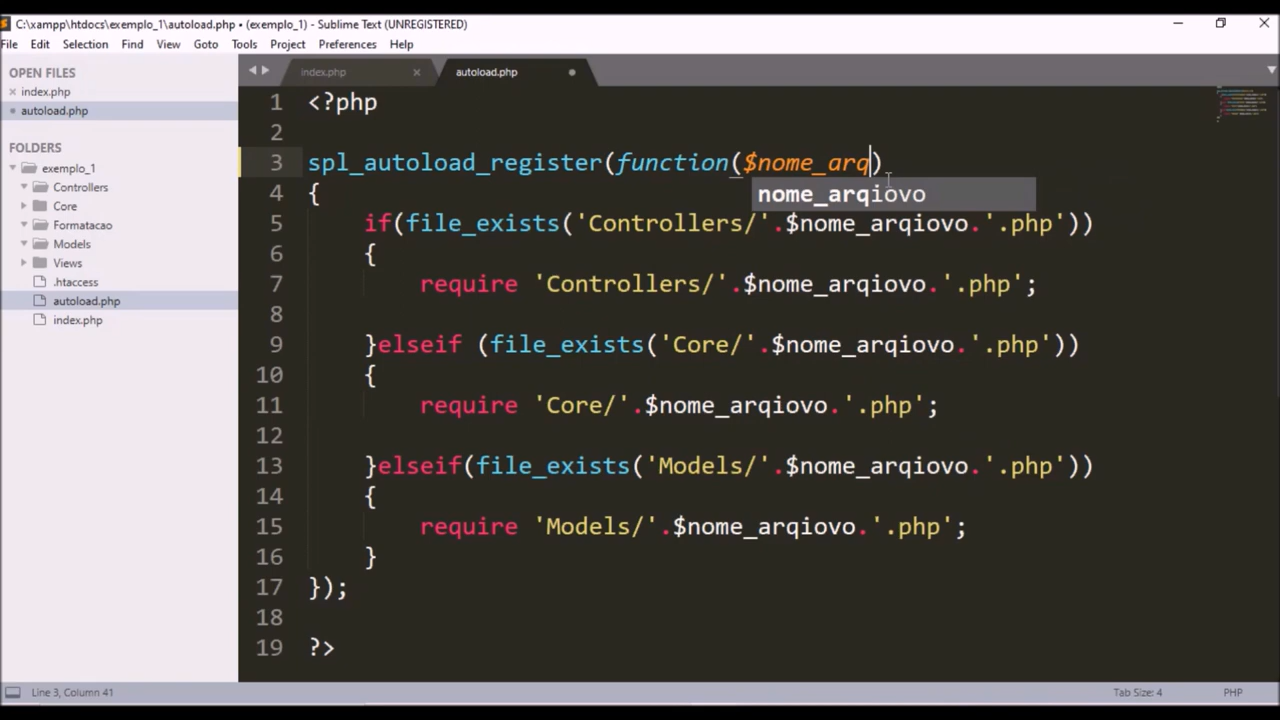 C:\xampp\htdocs\exemplo_1\autoload.php • (exemplo_1) - Sublime Text (UNREGISTERED)
File Edit Selection Find View Goto Tools Project Preferences Help
OPEN FILES
index.php
autoload.php
FOLDERS
exemplo_1
Controllers
Core
Formatacao
Models
Views
.htaccess
autoload.php
index.php
index.php autoload.php
1 <?php
2
3 spl_autoload_register(function($nome_arq)
nome_arqiovo
4 {
5 if(file_exists('Controllers/'.$nome_arqiovo.'.php'))
6 {
7 require 'Controllers/'.$nome_arqiovo.'.php';
8
9 }elseif (file_exists('Core/'.$nome_arqiovo.'.php'))
10 {
11 require 'Core/'.$nome_arqiovo.'.php';
12
13 }elseif(file_exists('Models/'.$nome_arqiovo.'.php'))
14 {
15 require 'Models/'.$nome_arqiovo.'.php';
16 }
17 });
18
19 ?>
Line 3, Column 41 Tab Size: 4 PHP